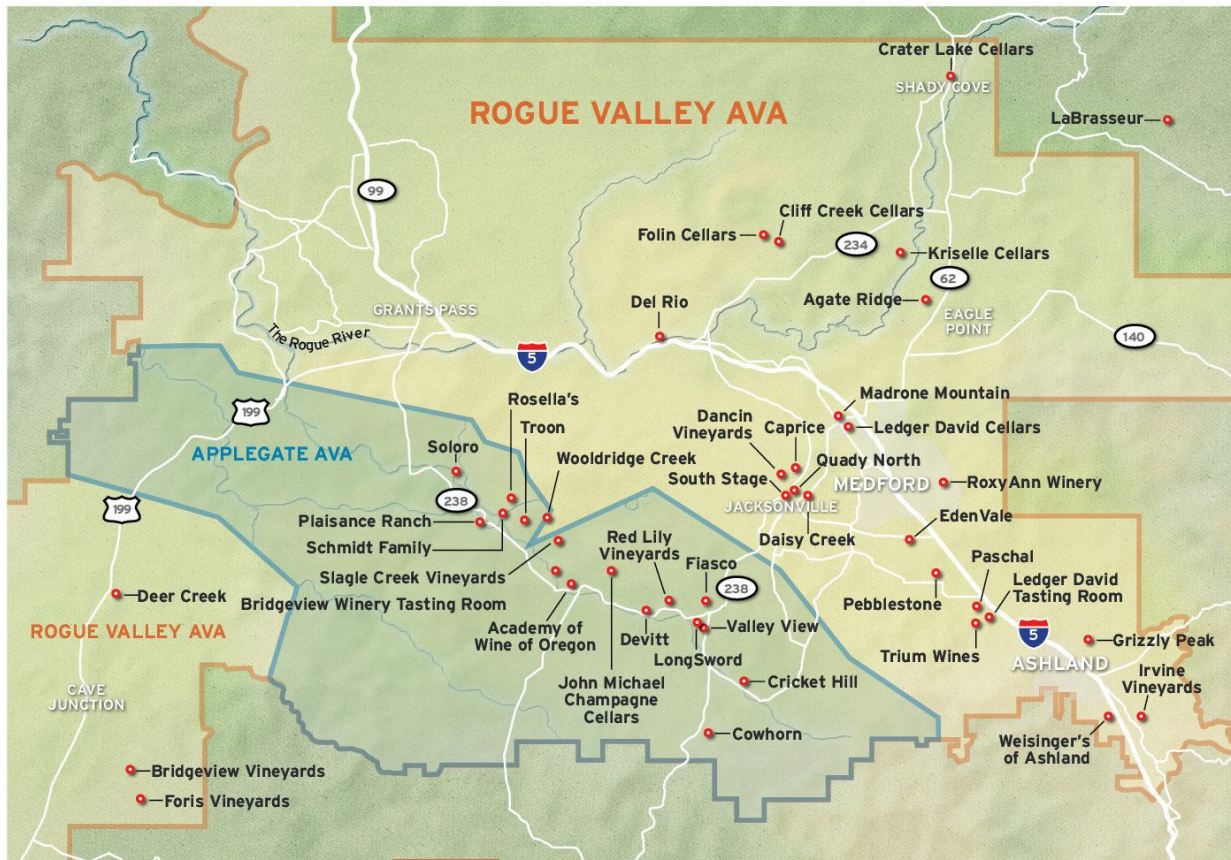 Crater Lake Cellars
SHADY COVE
ROGUE VALLEY AVA
LaBrasseur
99
Cliff Creek Cellars
Folin Cellars
234
Kriselle Cellars
62
Del Rio
Agate Ridge
EAGLE
POINT
GRANTS PASS
The Rogue River
140
5
Madrone Mountain
Rosella's
Dancin
Vineyards
Caprice
Ledger David Cellars
199
Troon
APPLEGATE AVA
Soloro
Wooldridge Creek
Quady North
South Stage
MEDFORD
RoxyAnn Winery
238
JACKSONVILLE
199
Plaisance Ranch
EdenVale
Schmidt Family
Red Lily
Vineyards
Daisy Creek
Slagle Creek Vineyards
Fiasco
Paschal
Deer Creek
Bridgeview Winery Tasting Room
238
Pebblestone
Ledger David
Tasting Room
ROGUE VALLEY AVA
Academy of
Wine of Oregon
Devitt
Valley View
5
LongSword
Trium Wines
Grizzly Peak
ASHLAND
John Michael
Champagne
Cellars
Cricket Hill
Irvine
Vineyards
CAVE
JUNCTION
Cowhorn
Weisinger's
of Ashland
Bridgeview Vineyards
Foris Vineyards